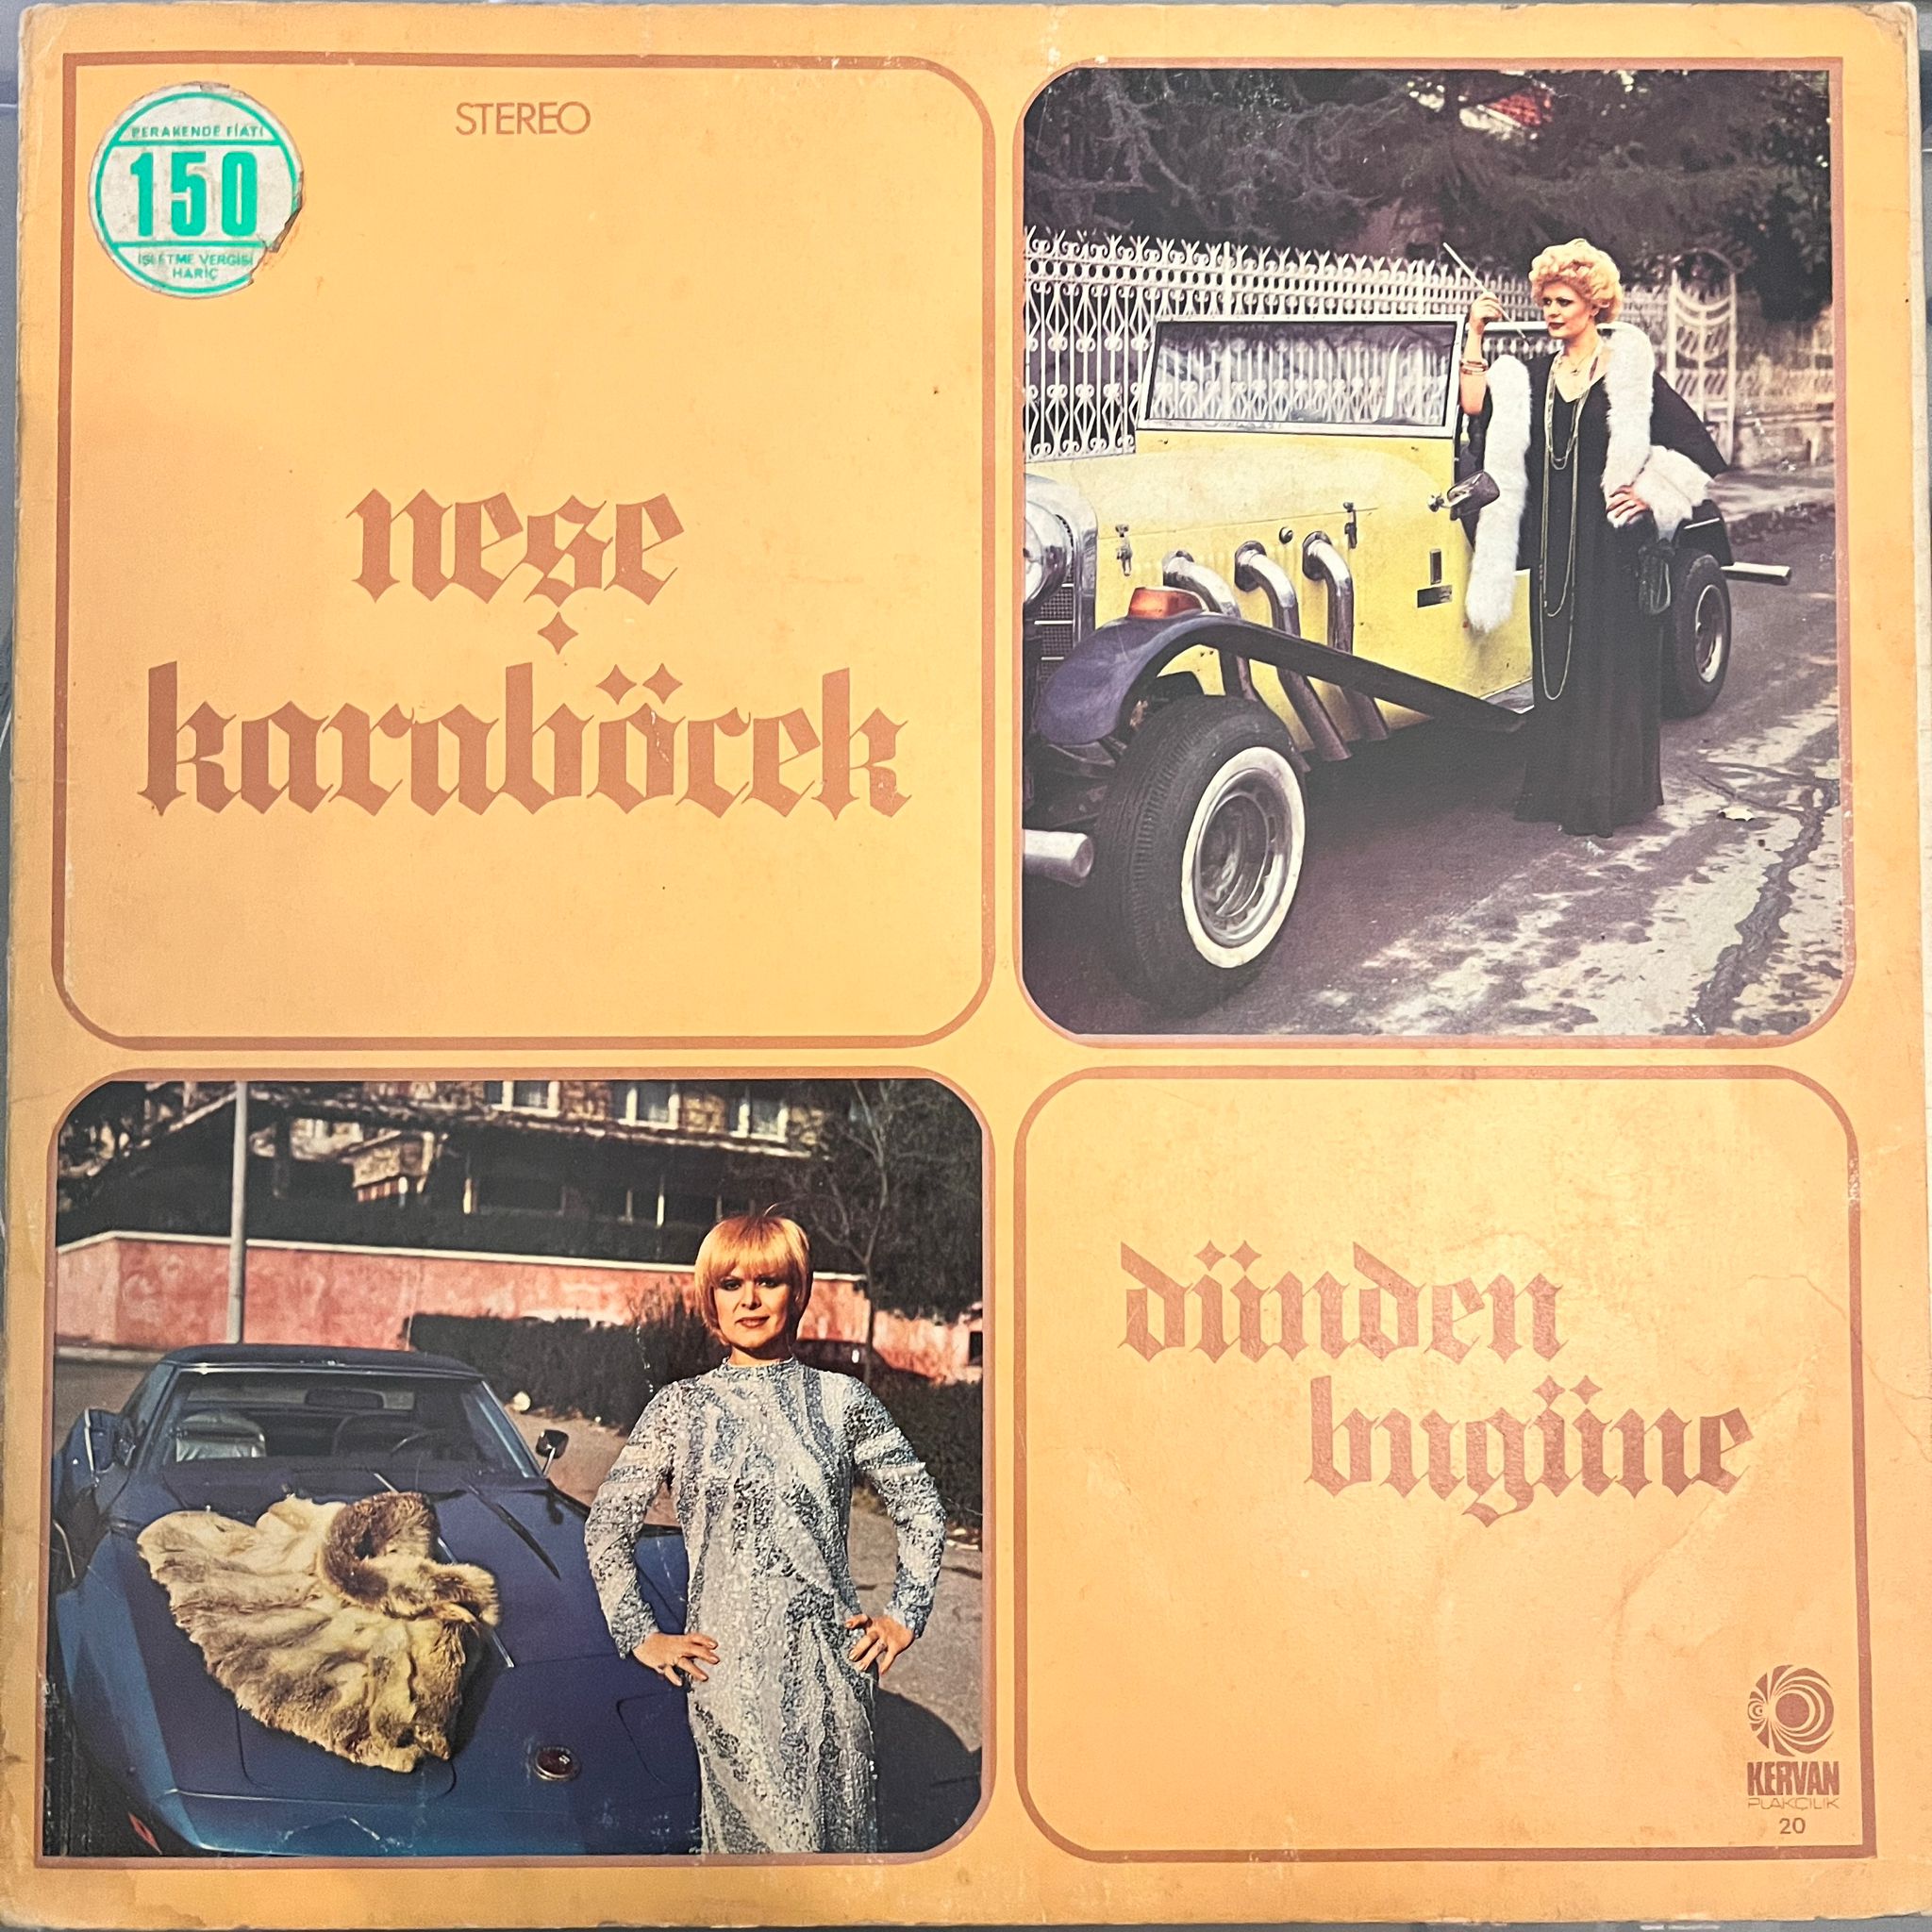 STEREO
PERAKENDE FİATI
150
İŞLETME VERGİSİ
HARİÇ
neşe
karaböcek
dünden
bugüne
KERVAN
PLAKÇILIK
20